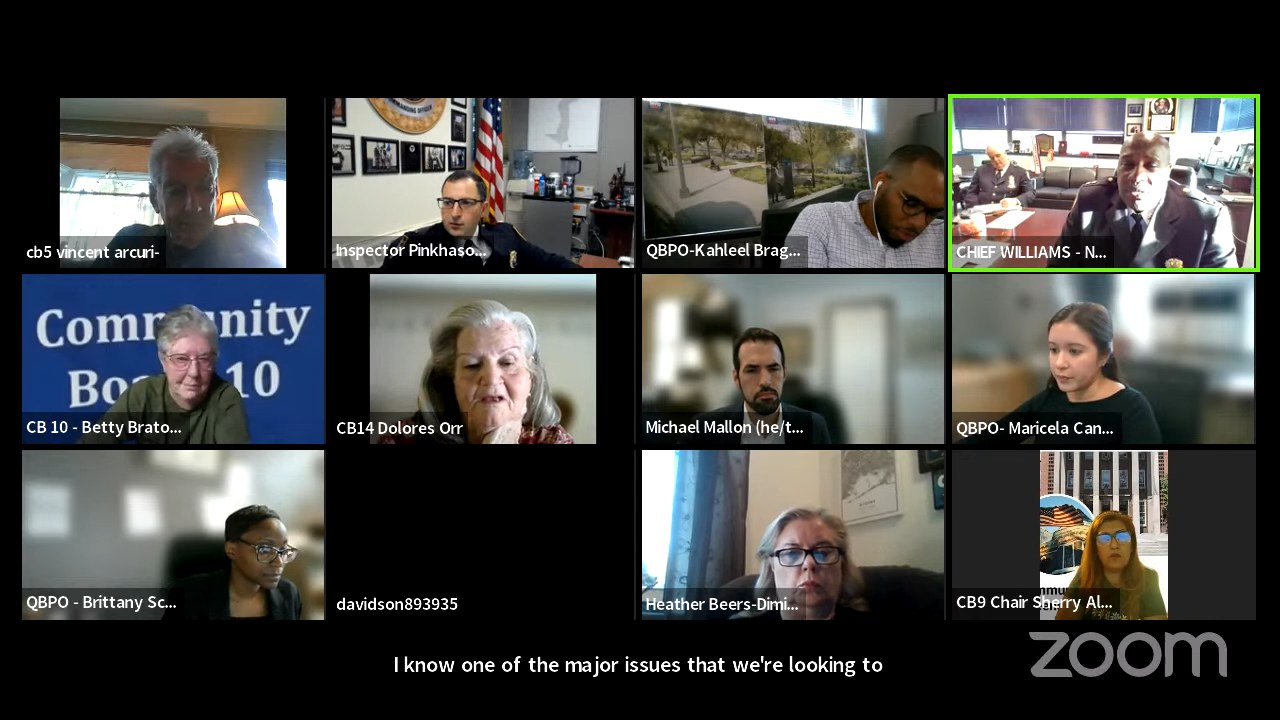 cb5 vincent arcuri-
Inspector Pinkhaso...
QBPO-Kahleel Brag...
CHIEF WILLIAMS - N...
Community
Board 10
CB 10 - Betty Brato...
CB14 Dolores Orr
Michael Mallon (he/t...
QBPO- Maricela Can...
QBPO - Brittany Sc...
davidson893935
Heather Beers-Dimi...
CB9 Chair Sherry Al...
I know one of the major issues that we're looking to
zoom